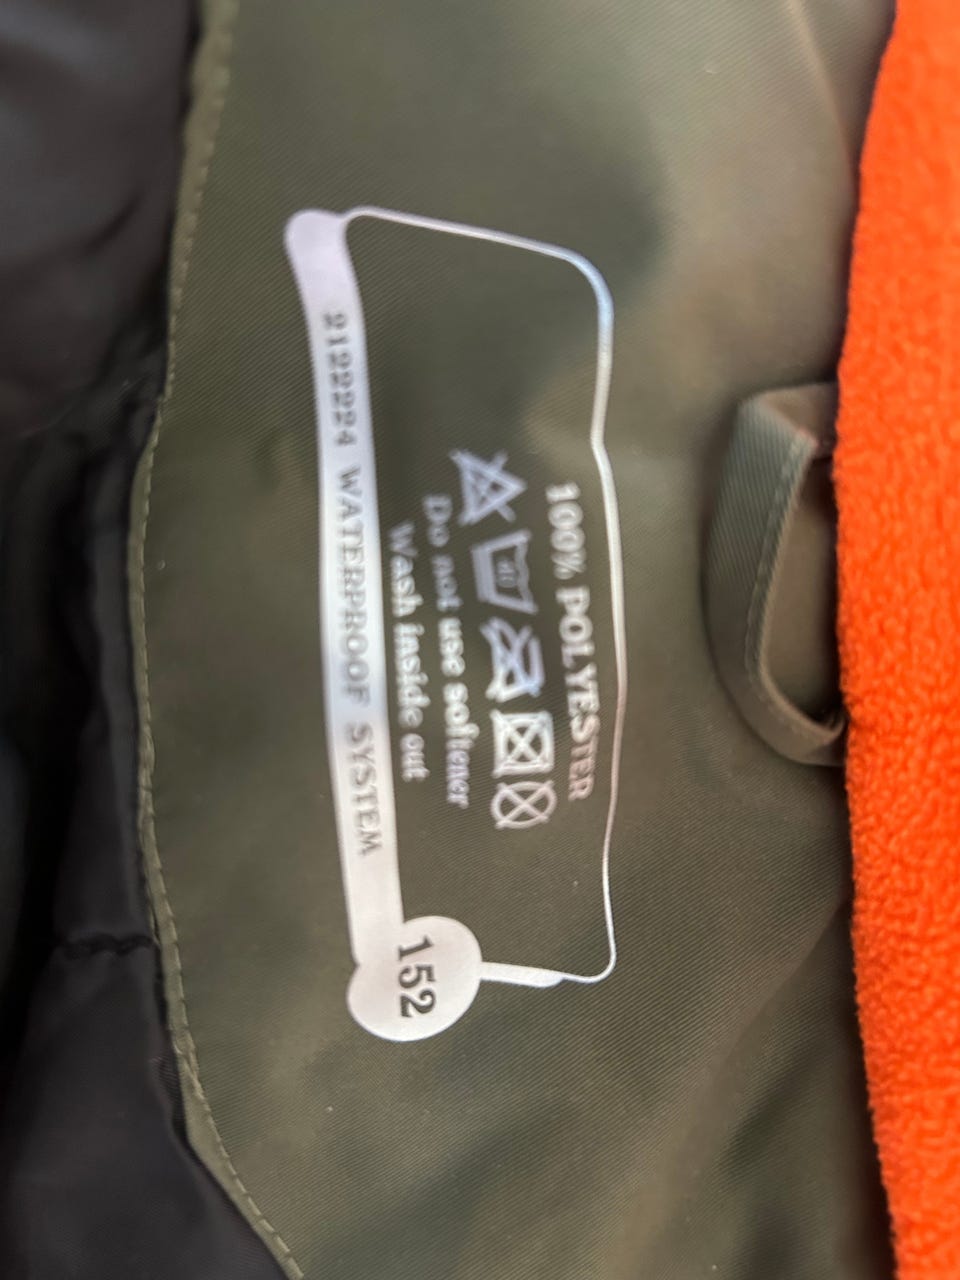 100% POLYESTER
Do not use softener
Wash inside out
2122224 WATERPROOF SYSTEM
152